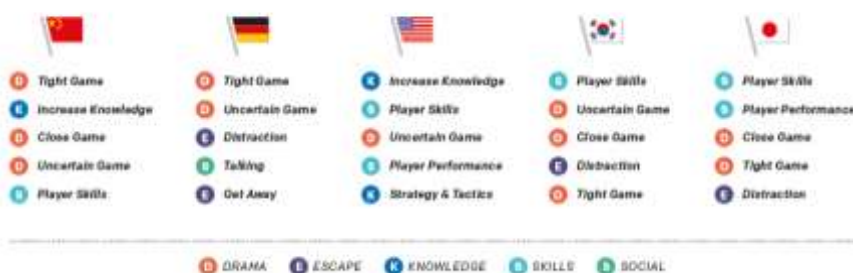 D Tight Game
K Increase Knowledge
D Close Game
D Uncertain Game
S Player Skills
D Tight Game
D Uncertain Game
E Distraction
S Talking
E Get Away
K Increase Knowledge
S Player Skills
D Uncertain Game
S Player Performance
K Strategy & Tactics
S Player Skills
D Uncertain Game
D Close Game
E Distraction
D Tight Game
S Player Skills
S Player Performance
D Close Game
D Tight Game
E Distraction
D DRAMA E ESCAPE K KNOWLEDGE S SKILLS S SOCIAL